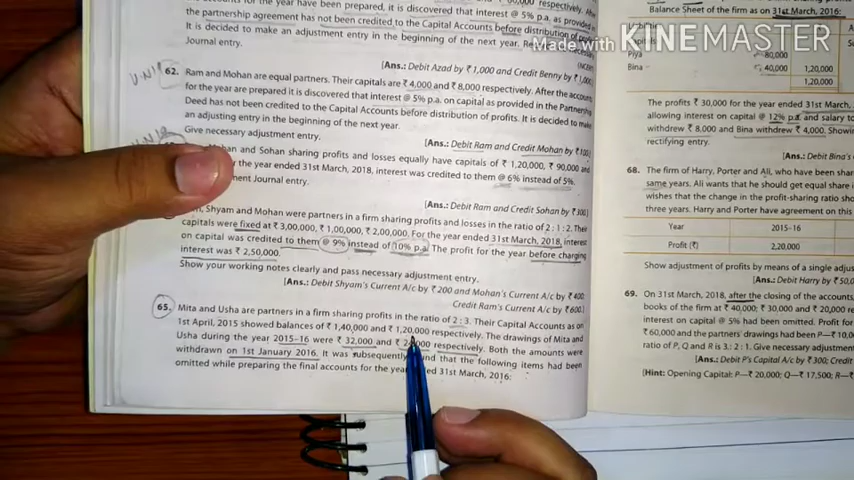 for the year have been prepared, it is discovered that interest @ 5% p.a. as provided in
the partnership agreement has not been credited to the Capital Accounts before distribution of profit.
It is decided to make an adjustment entry in the beginning of the next year.
Journal entry.
[Ans.: Debit Azad by ₹ 1,000 and Credit Benny by ₹ 1,000.]
62. Ram and Mohan are equal partners. Their capitals are ₹ 4,000 and ₹ 8,000 respectively. After the accounts
for the year are prepared it is discovered that interest @ 5% p.a. on capital as provided in the Partnership
Deed has not been credited to the Capital Accounts before distribution of profits. It is decided to make
an adjusting entry in the beginning of the next year.
Give necessary adjustment entry.
[Ans.: Debit Ram and Credit Mohan by ₹ 100.]
Mohan and Sohan sharing profits and losses equally have capitals of ₹ 1,20,000, ₹ 90,000 and
for the year ended 31st March, 2018, interest was credited to them @ 6% instead of 5%.
Journal entry.
[Ans.: Debit Ram and Credit Sohan by ₹ 300.]
Shyam and Mohan were partners in a firm sharing profits and losses in the ratio of 2 : 1 : 2. Their
capitals were fixed at ₹ 3,00,000, ₹ 1,00,000, ₹ 2,00,000. For the year ended 31st March, 2018, interest
on capital was credited to them @ 9% instead of 10% p.a. The profit for the year before charging
interest was ₹ 2,50,000.
Show your working notes clearly and pass necessary adjustment entry.
[Ans.: Debit Shyam's Current A/c by ₹ 200 and Mohan's Current A/c by ₹ 400;
Credit Ram's Current A/c by ₹ 600.]
65. Mita and Usha are partners in a firm sharing profits in the ratio of 2 : 3. Their Capital Accounts as on
1st April, 2015 showed balances of ₹ 1,40,000 and ₹ 1,20,000 respectively. The drawings of Mita and
Usha during the year 2015–16 were ₹ 32,000 and ₹ respectively. Both the amounts were
withdrawn on 1st January 2016. It was subsequently found that the following items had been
omitted while preparing the final accounts for the year ended 31st March, 2016:
Balance Sheet of the firm as on 31st March, 2016:
Piya 80,000
Bina 40,000 1,20,000
1,20,000
The profits ₹ 30,000 for the year ended 31st March,
allowing interest on capital @ 12% p.a. and salary to
withdrew ₹ 8,000 and Bina withdrew ₹ 4,000. Showing
rectifying entry.
[Ans.: Debit Bina's
68. The firm of Harry, Porter and Ali, who have been
same years. Ali wants that he should get equal share
wishes that the change in the profit-sharing ratio
three years. Harry and Porter have agreement on this
Year 2015–16
Profit (₹) 2,20,000
Show adjustment of profits by means of a single
[Ans.: Debit Harry by
69. On 31st March, 2018, after the closing of the accounts,
the books of the firm at ₹ 40,000; ₹ 30,000 and ₹ 20,000
interest on capital @ 5% had been omitted. Profit for
₹ 60,000 and the partners' drawings had been P—₹ 10,0
ratio of P, Q and R is 3 : 2 : 1. Give necessary adjustment
[Ans.: Debit P's Capital A/c by ₹ 300; Credit
[Hint: Opening Capital: P—₹ 20,000; Q—₹ 17,500; R—
Made with KINEMASTER